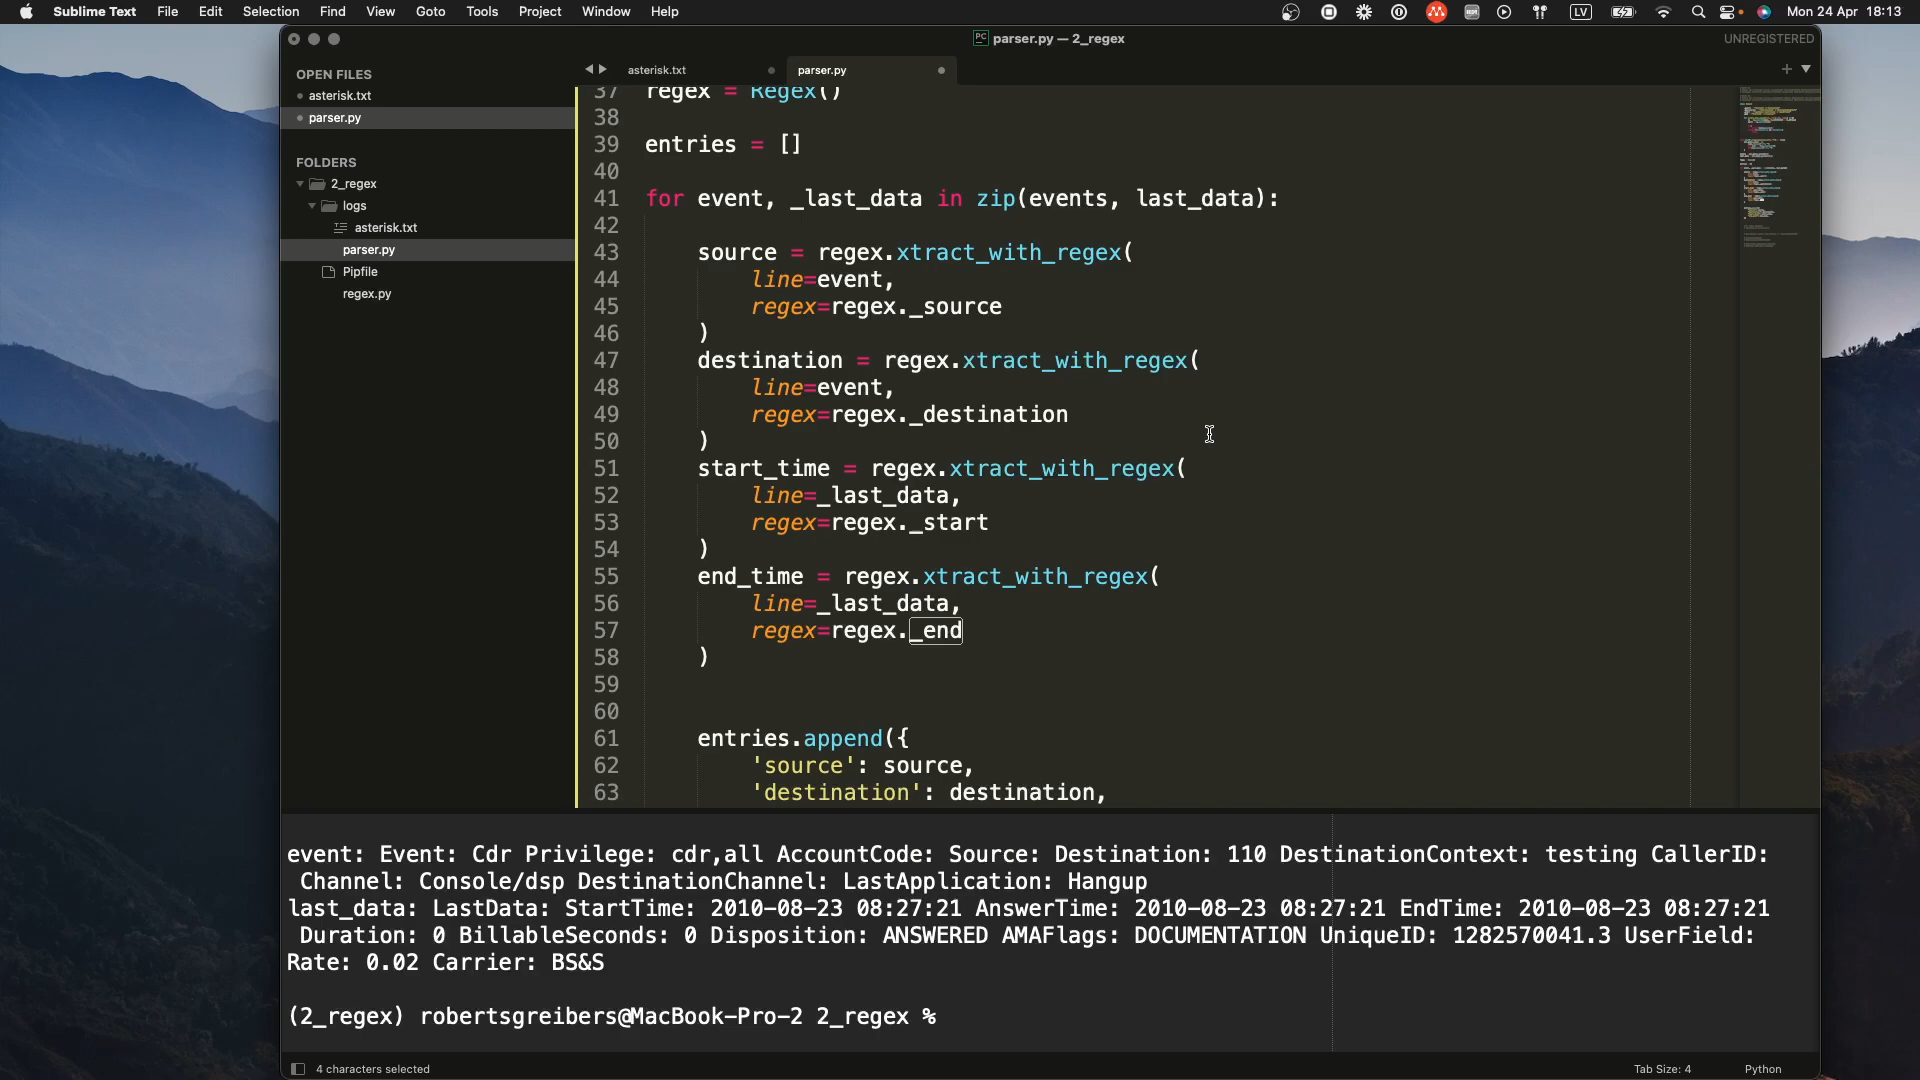 Sublime Text File Edit Selection Find View Goto Tools Project Window Help LV Mon 24 Apr 18:13
parser.py — 2_regex UNREGISTERED
OPEN FILES
asterisk.txt
parser.py
FOLDERS
2_regex
logs
asterisk.txt
parser.py
Pipfile
regex.py
asterisk.txt parser.py
37 regex = Regex()
38
39 entries = []
40
41 for event, _last_data in zip(events, last_data):
42
43 source = regex.xtract_with_regex(
44 line=event,
45 regex=regex._source
46 )
47 destination = regex.xtract_with_regex(
48 line=event,
49 regex=regex._destination
50 )
51 start_time = regex.xtract_with_regex(
52 line=_last_data,
53 regex=regex._start
54 )
55 end_time = regex.xtract_with_regex(
56 line=_last_data,
57 regex=regex._end
58 )
59
60
61 entries.append({
62 'source': source,
63 'destination': destination,
event: Event: Cdr Privilege: cdr,all AccountCode: Source: Destination: 110 DestinationContext: testing CallerID:
Channel: Console/dsp DestinationChannel: LastApplication: Hangup
last_data: LastData: StartTime: 2010-08-23 08:27:21 AnswerTime: 2010-08-23 08:27:21 EndTime: 2010-08-23 08:27:21
Duration: 0 BillableSeconds: 0 Disposition: ANSWERED AMAFlags: DOCUMENTATION UniqueID: 1282570041.3 UserField:
Rate: 0.02 Carrier: BS&S
(2_regex) robertsgreibers@MacBook-Pro-2 2_regex %
4 characters selected Tab Size: 4 Python